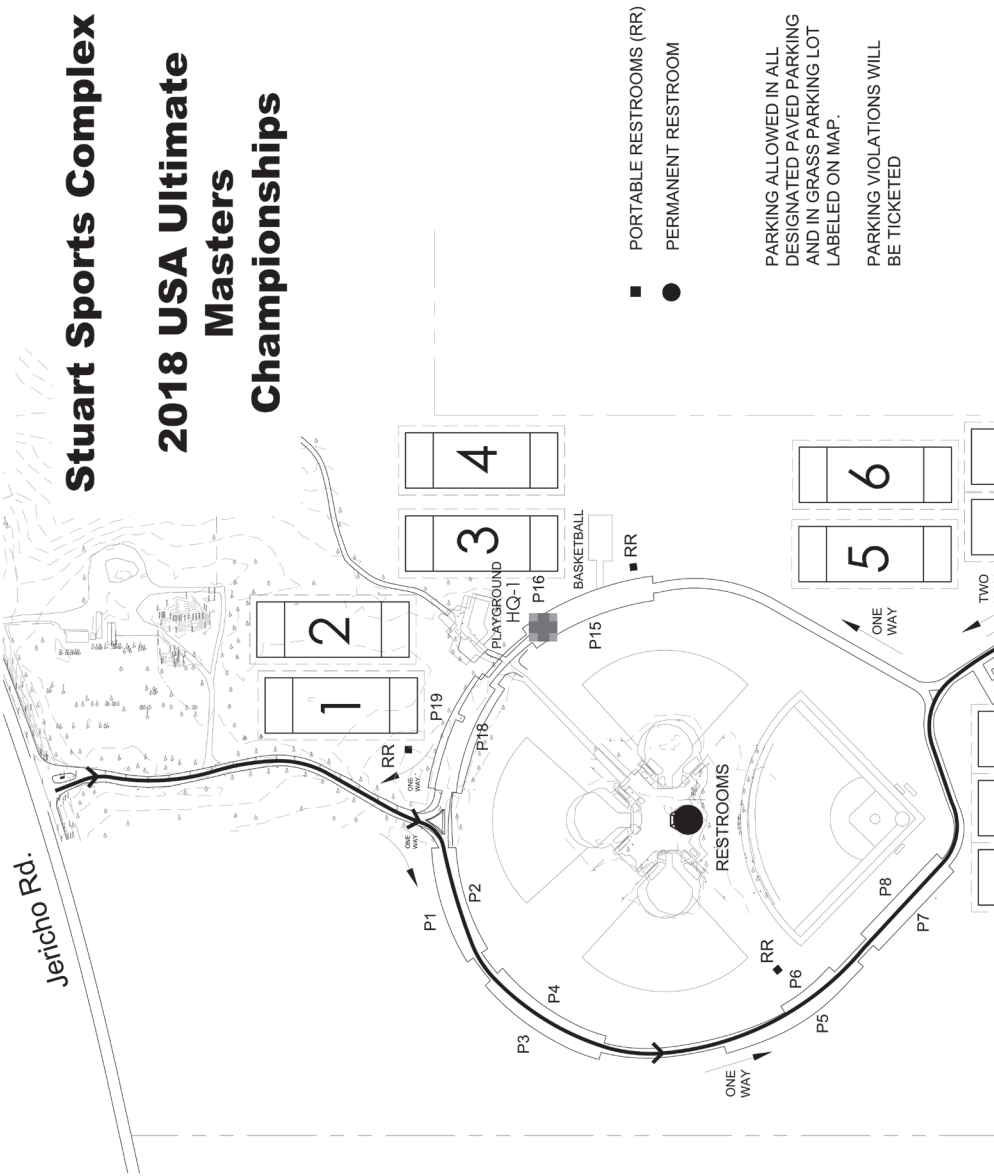 Stuart Sports Complex
2018 USA Ultimate
Masters
Championships
PORTABLE RESTROOMS (RR)
PERMANENT RESTROOM
PARKING ALLOWED IN ALL
DESIGNATED PAVED PARKING
AND IN GRASS PARKING LOT
LABELED ON MAP.
PARKING VIOLATIONS WILL
BE TICKETED
Jericho Rd.
1
2
3
4
5
6
PLAYGROUND
HQ-1
P16
BASKETBALL
RR
P15
P19
P18
RR
ONE
WAY
ONE
WAY
P1
P2
P3
P4
RESTROOMS
RR
P6
P5
P8
P7
ONE
WAY
ONE
WAY
TWO